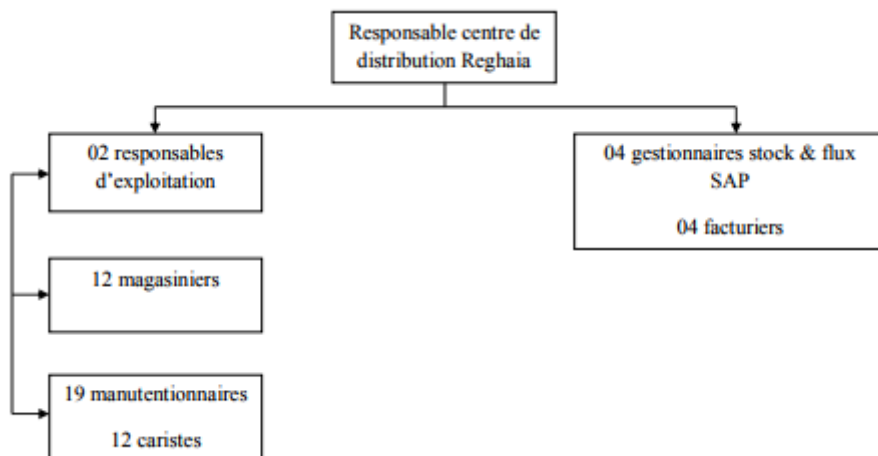 Responsable centre de
distribution Reghaia
02 responsables
d’exploitation
04 gestionnaires stock & flux
SAP
04 facturiers
12 magasiniers
19 manutentionnaires
12 caristes